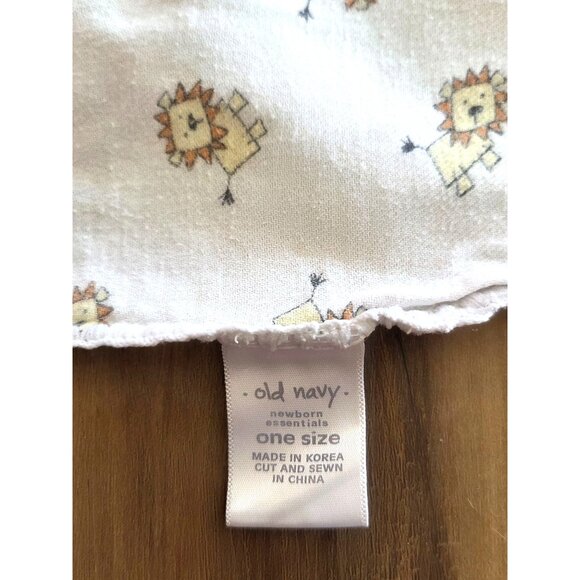 · old navy ·
newborn
essentials
one size
MADE IN KOREA
CUT AND SEWN
IN CHINA